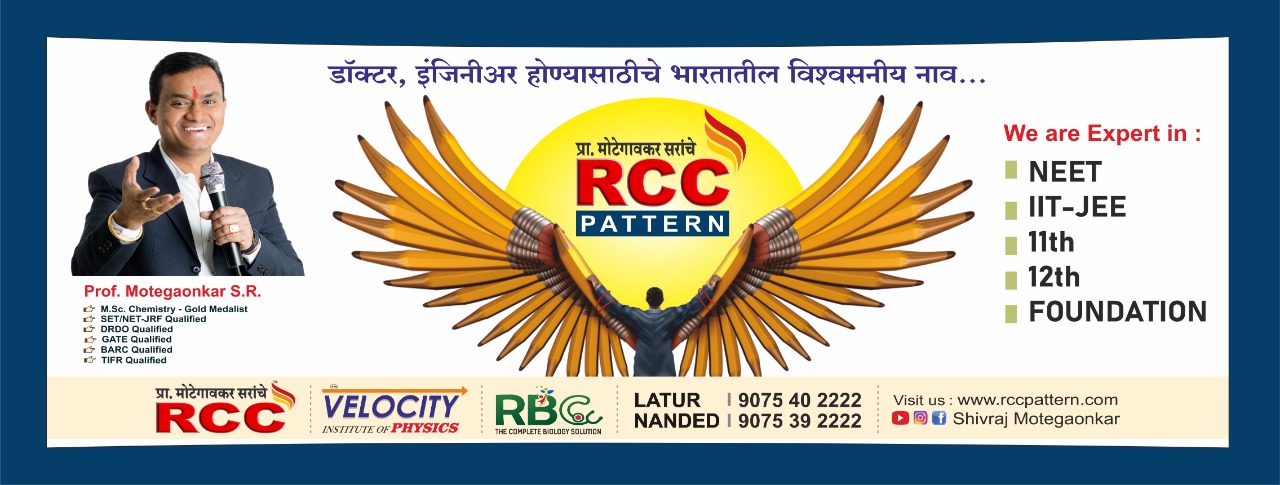 डॉक्टर, इंजिनीअर होण्यासाठीचे भारतातील विश्वसनीय नाव...
प्रा. मोटेगावकर सरांचे
RCC
PATTERN
We are Expert in :
NEET
IIT-JEE
11th
12th
FOUNDATION
Prof. Motegaonkar S.R.
M.Sc. Chemistry - Gold Medalist
SET/NET-JRF Qualified
DRDO Qualified
GATE Qualified
BARC Qualified
TIFR Qualified
प्रा. मोटेगावकर सरांचे
RCC
VELOCITY
INSTITUTE OF PHYSICS
RBC
THE COMPLETE BIOLOGY SOLUTION
LATUR | 9075 40 2222
NANDED | 9075 39 2222
Visit us : www.rccpattern.com
Shivraj Motegaonkar